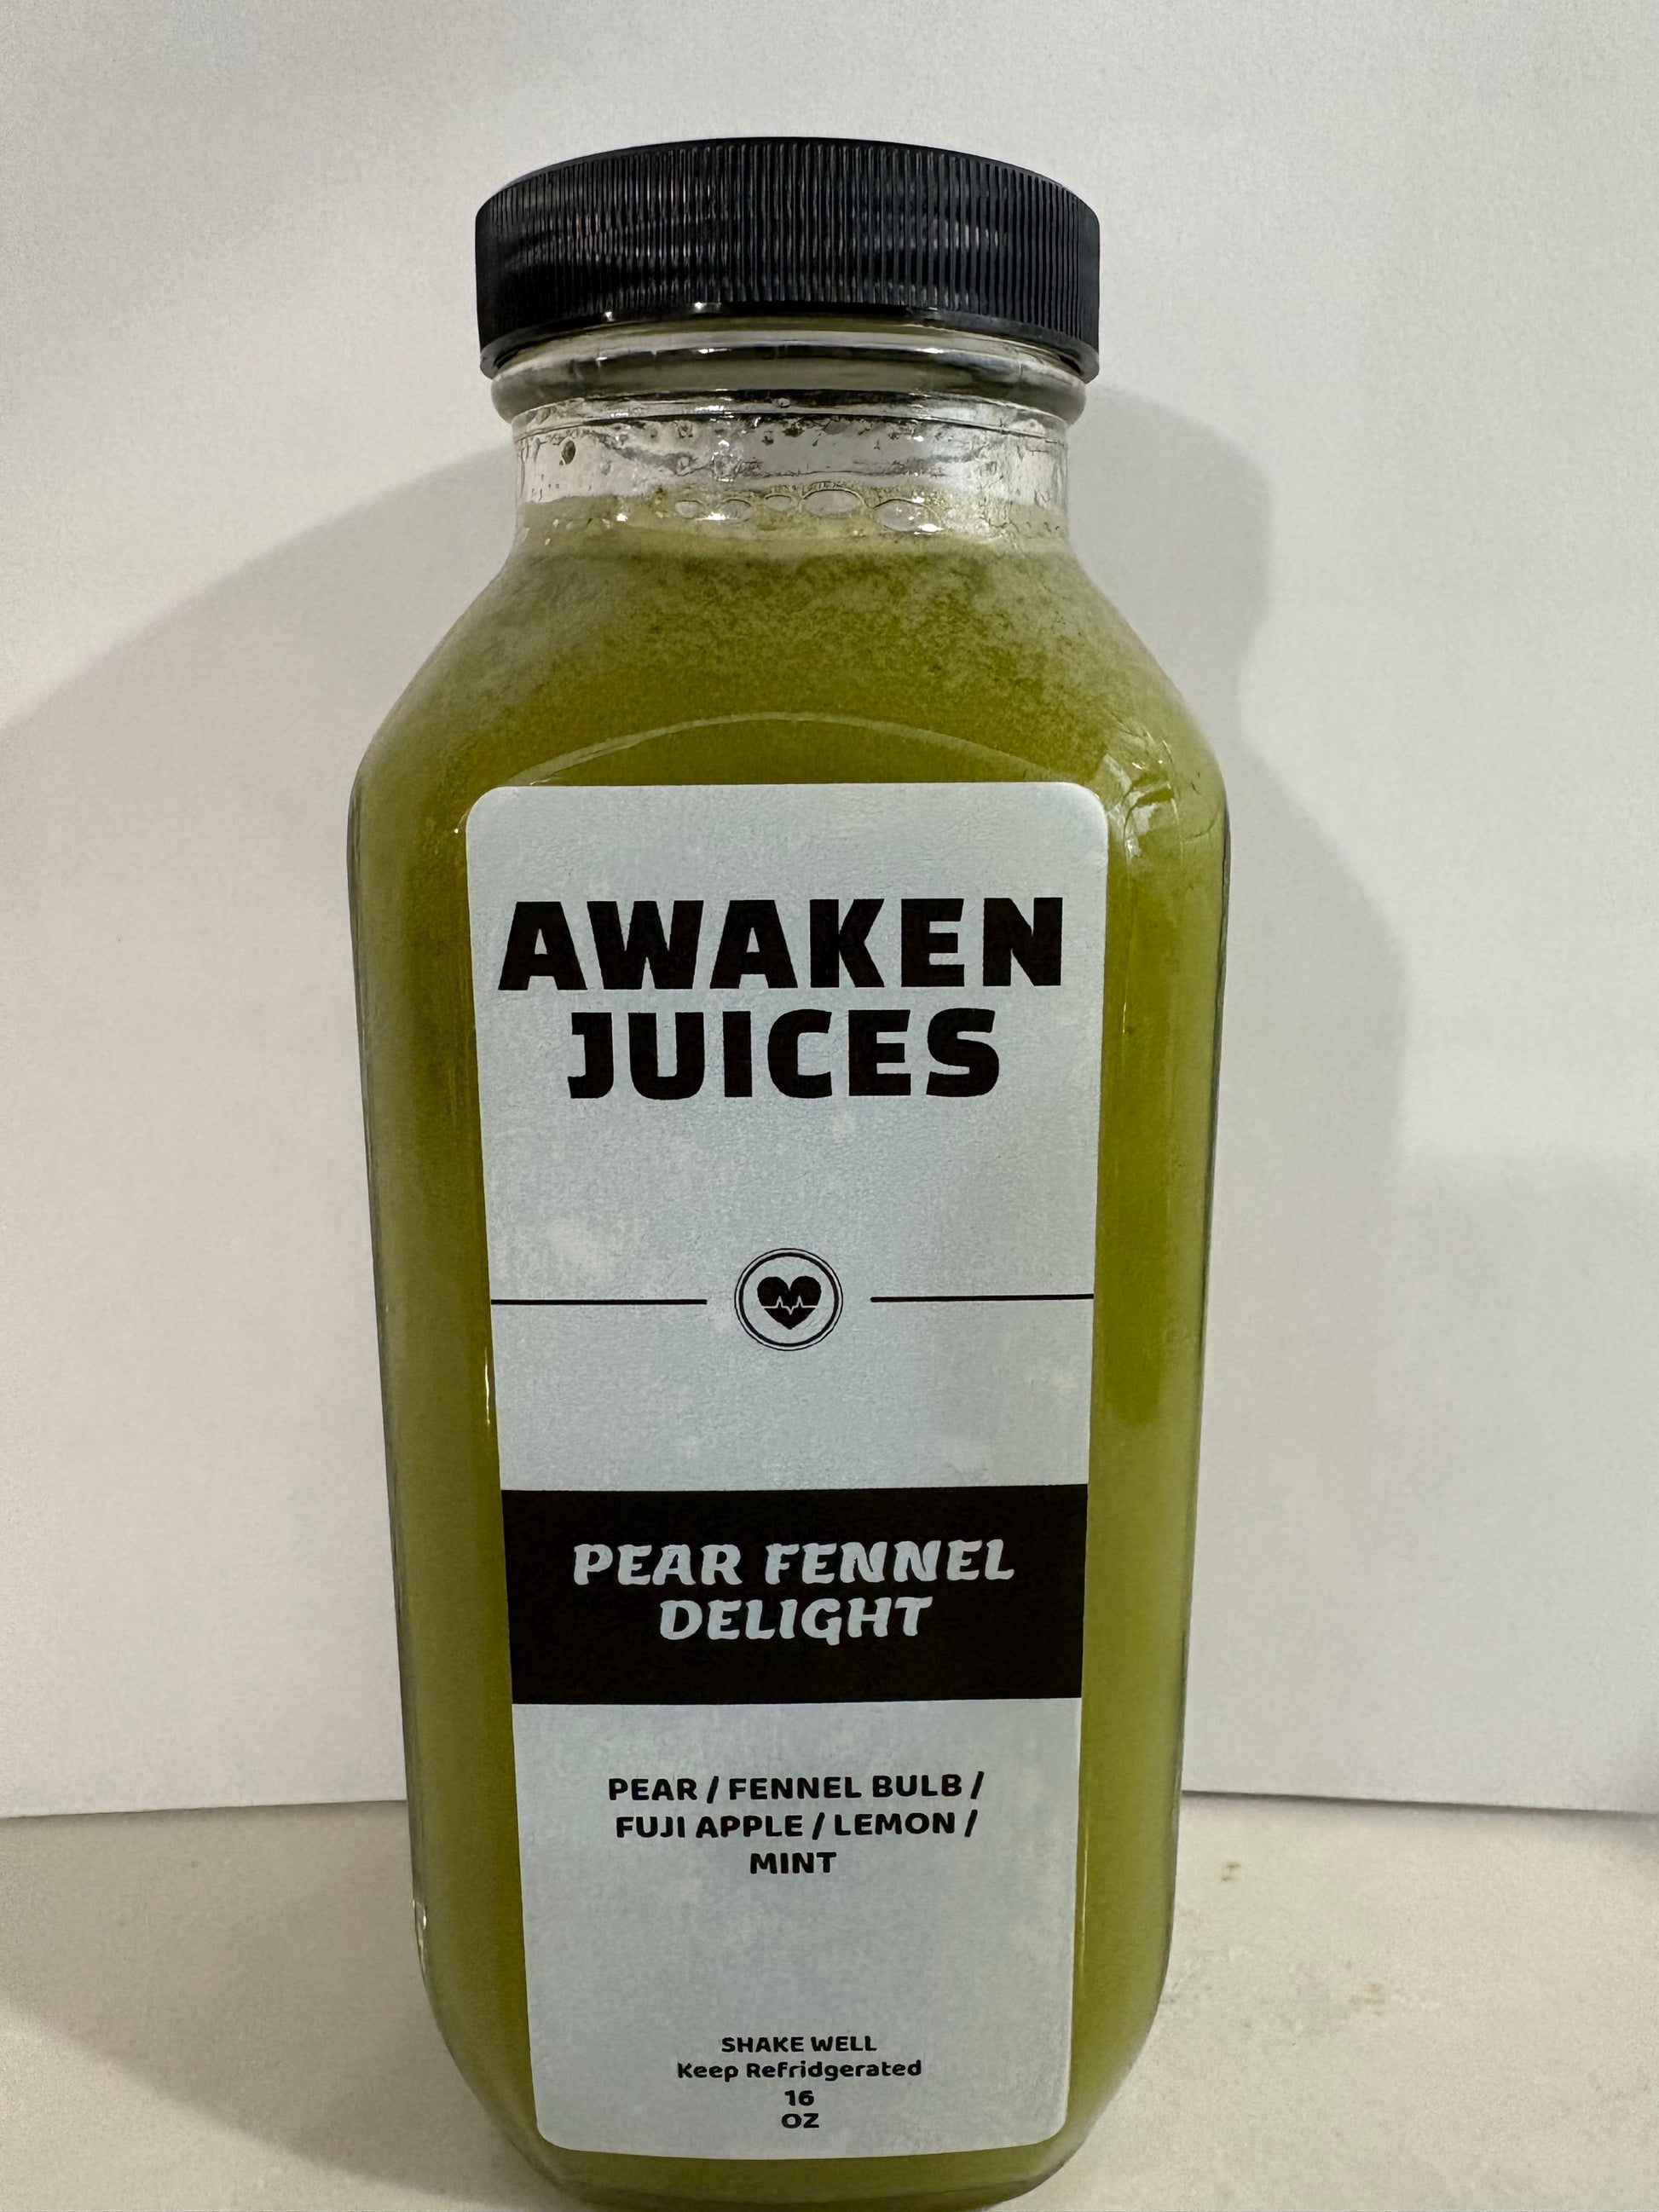 AWAKEN
JUICES
PEAR FENNEL
DELIGHT
PEAR / FENNEL BULB /
FUJI APPLE / LEMON /
MINT
SHAKE WELL
Keep Refridgerated
16
OZ